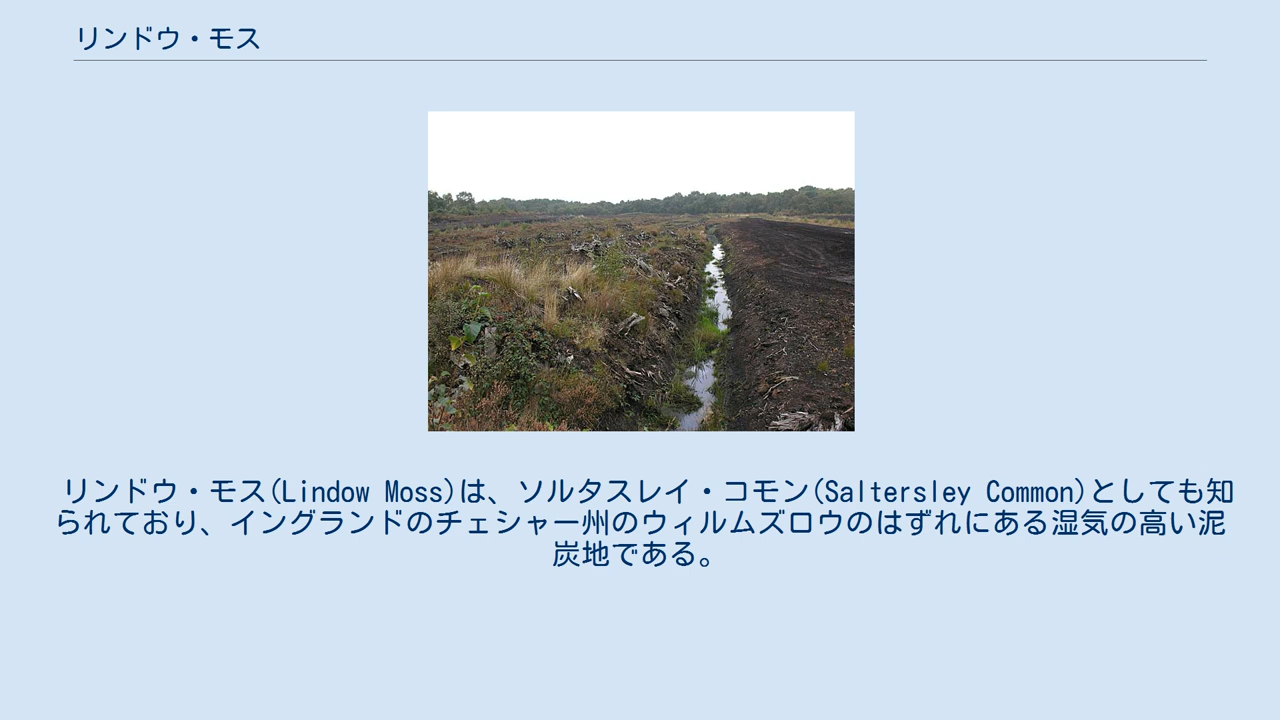 リンドウ・モス
リンドウ・モス(Lindow Moss)は、ソルタスレイ・コモン(Saltersley Common)としても知
られており、イングランドのチェシャー州のウィルムズロウのはずれにある湿気の高い泥
炭地である。